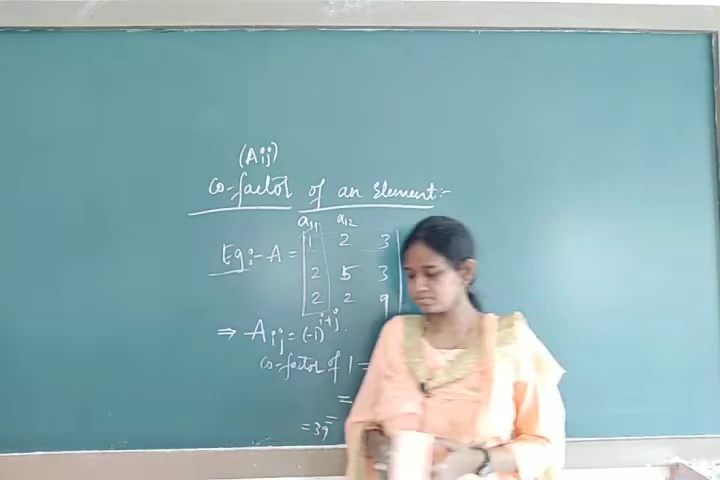 (Aij)
co-factor of an Element:-
a11 a12
Eg:- A = | 1 2 3 |
2 5 3
2 2 9
⇒ Aij = (-1)^i+j .
co-factor of 1 =
=
= 39